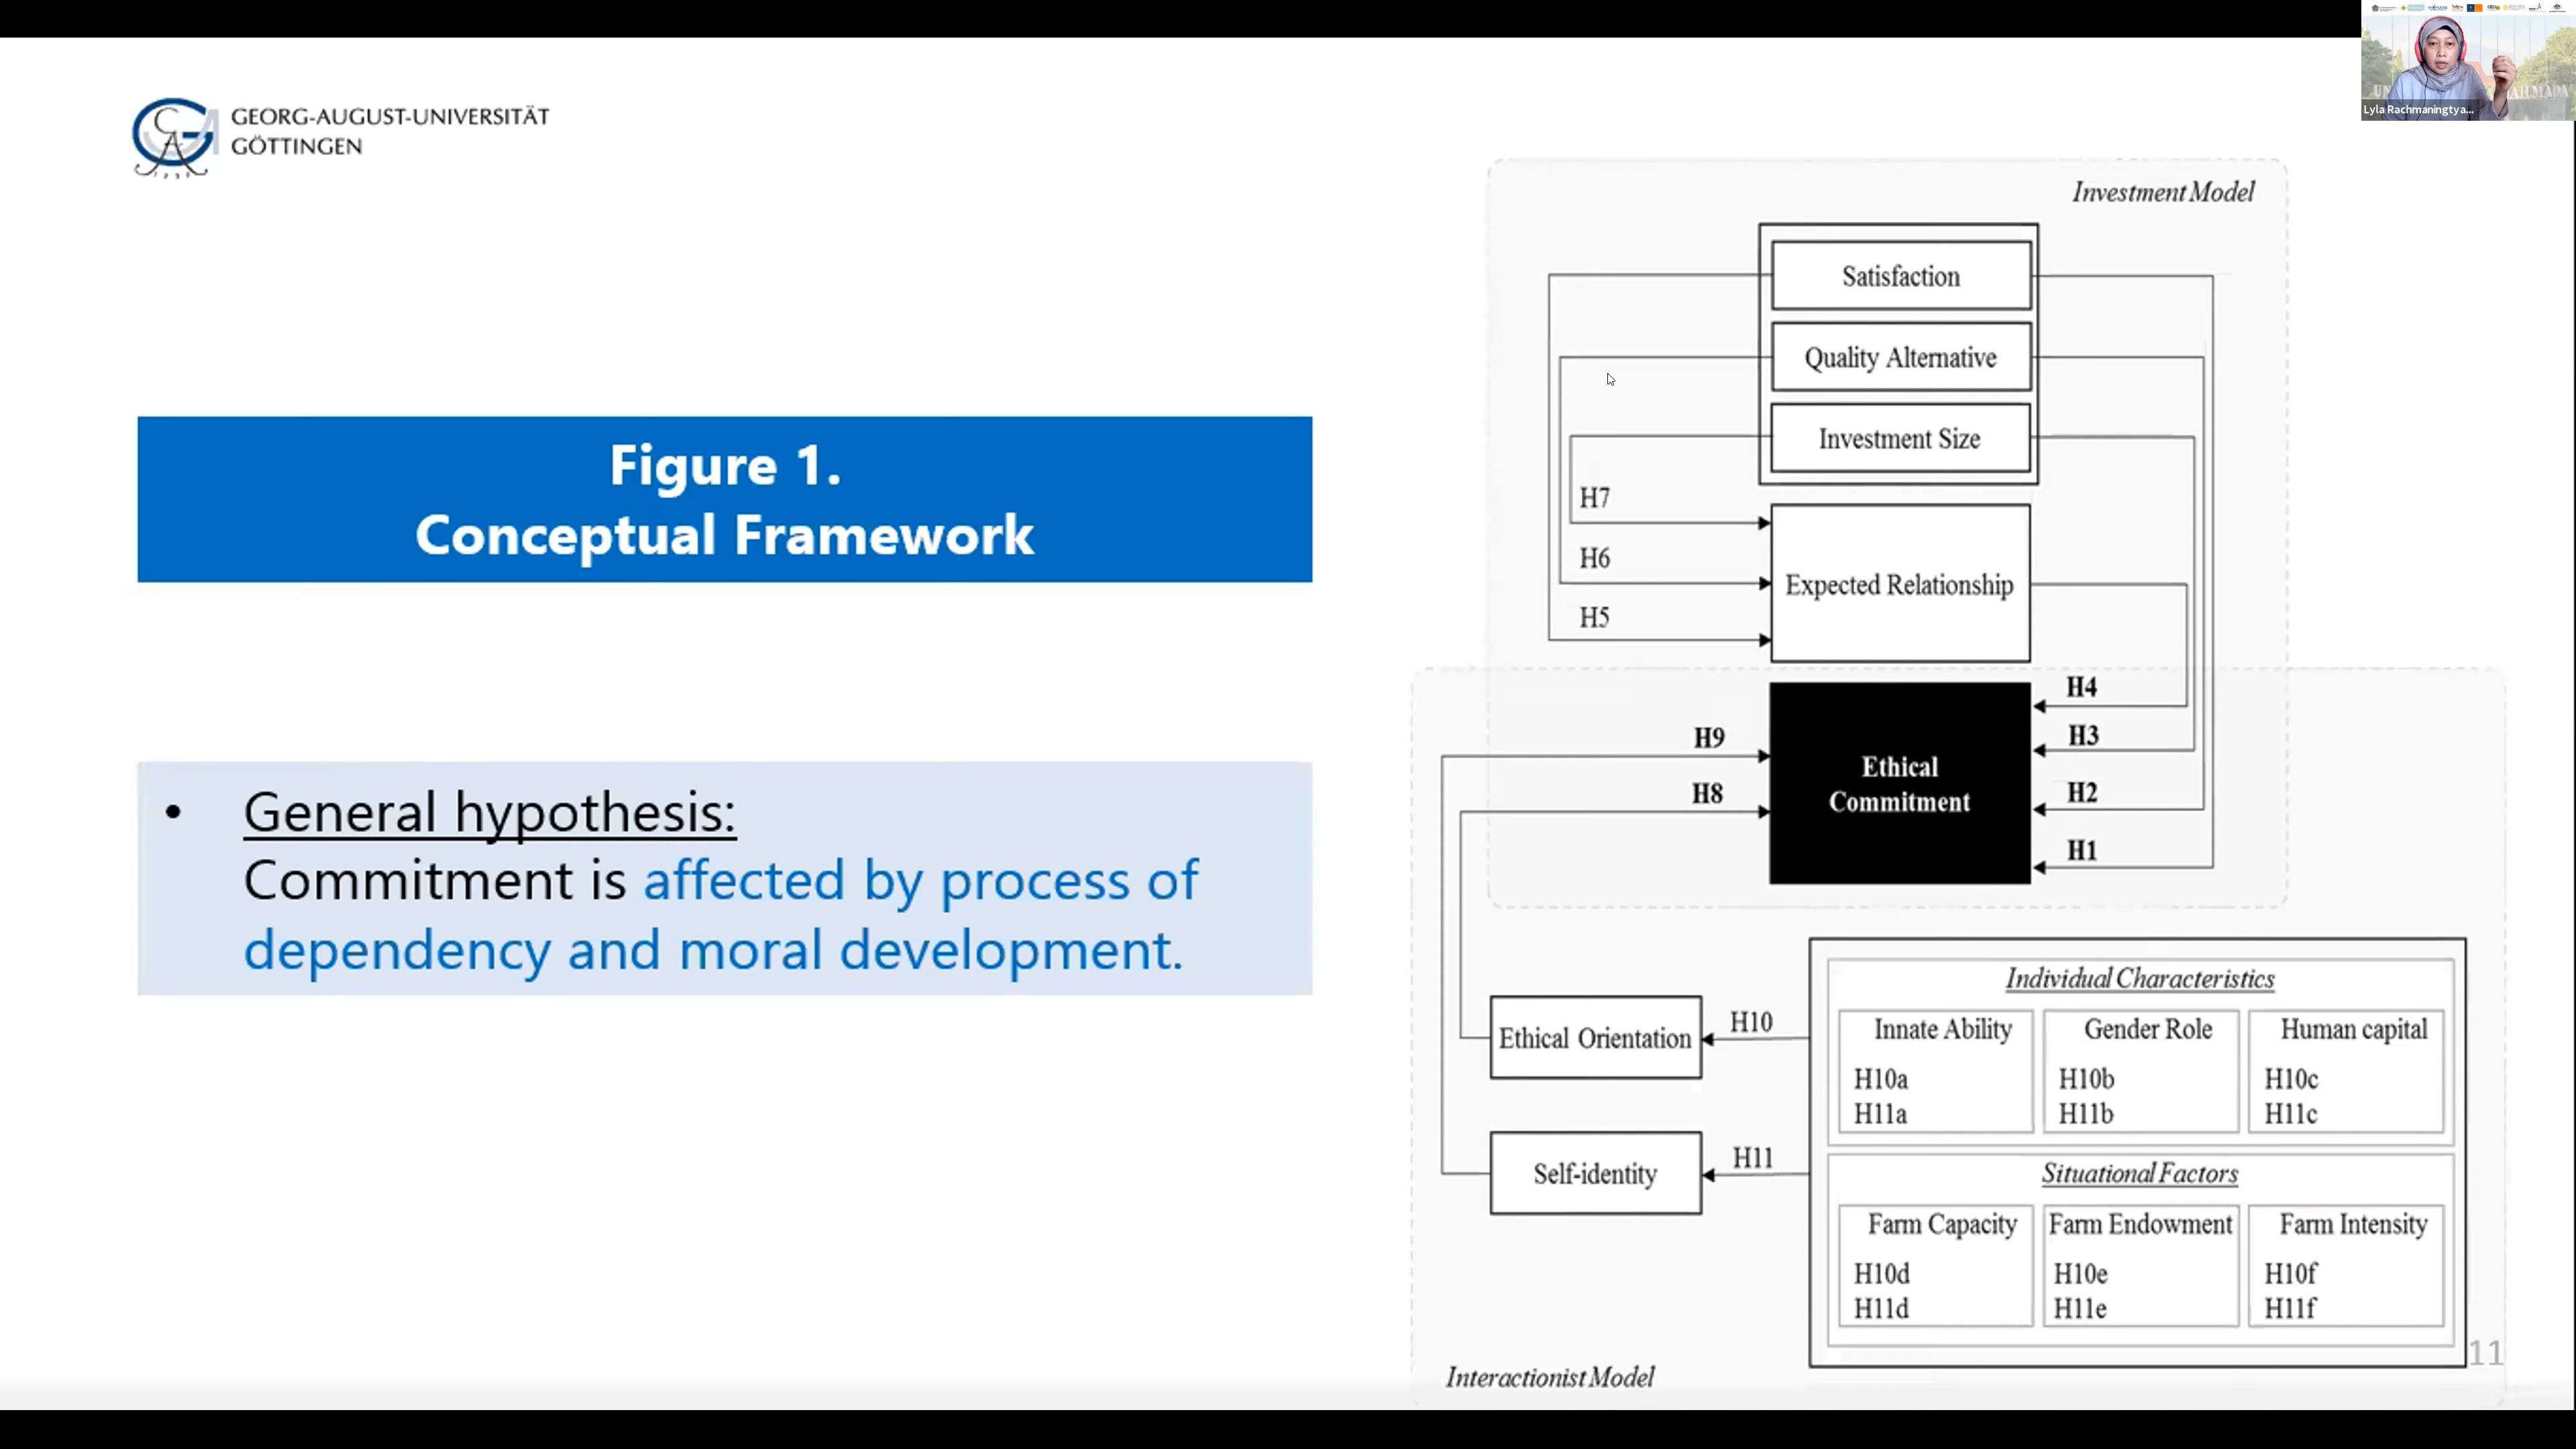 Lyla Rachmaningtya...
GEORG-AUGUST-UNIVERSITÄT
GÖTTINGEN
Figure 1.
Conceptual Framework
• General hypothesis:
Commitment is affected by process of
dependency and moral development.
Investment Model
Satisfaction
Quality Alternative
Investment Size
H7
H6
H5
Expected Relationship
H4
H3
H2
H1
H9
H8
Ethical
Commitment
Ethical Orientation
H10
Self-identity
H11
Individual Characteristics
Innate Ability
H10a
H11a
Gender Role
H10b
H11b
Human capital
H10c
H11c
Situational Factors
Farm Capacity
H10d
H11d
Farm Endowment
H10e
H11e
Farm Intensity
H10f
H11f
Interactionist Model
11